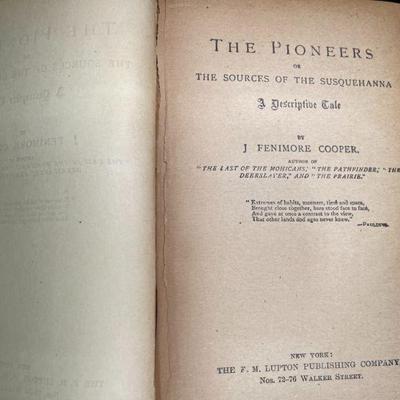 THE PIONEERS
OR
THE SOURCES OF THE SUSQUEHANNA
A Descriptive Tale
BY
J FENIMORE COOPER,
AUTHOR OF
"THE LAST OF THE MOHICANS," "THE PATHFINDER," "THE
DEERSLAYER," AND "THE PRAIRIE."
"Extremes of habits, manners, time and space,
Brought close together, here stood face to face,
And gave at once a contrast to the view,
That other lands and ages never knew."
—PAULDING.
NEW YORK:
THE F. M. LUPTON PUBLISHING COMPANY,
Nos. 72-76 WALKER STREET.